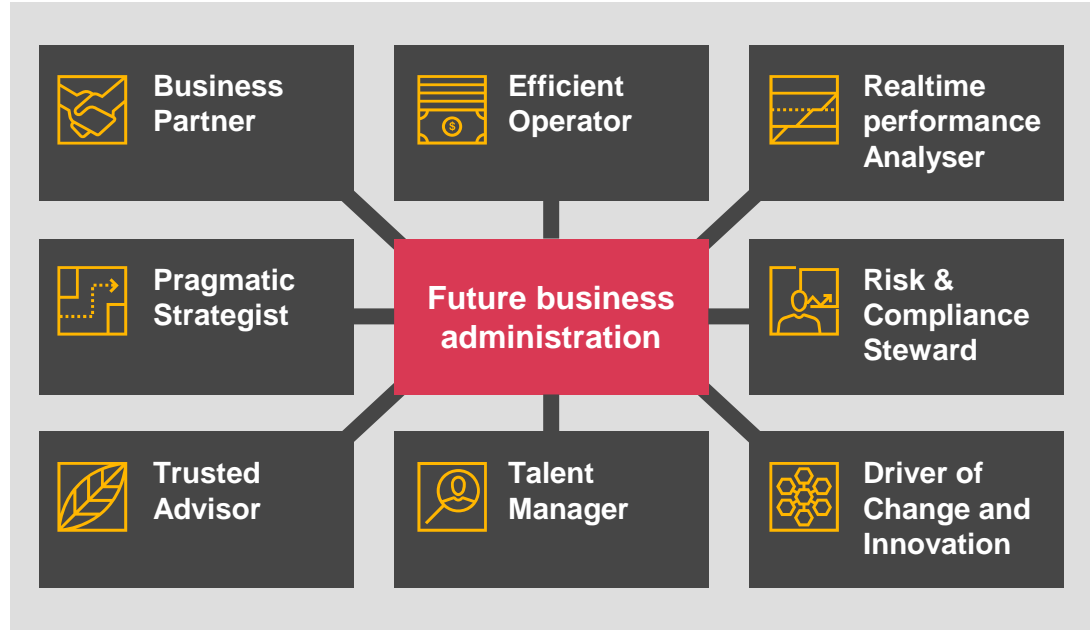 Business
Partner
Efficient
Operator
$
Realtime
performance
Analyser
Pragmatic
Strategist
Future business
administration
Risk &
Compliance
Steward
Trusted
Advisor
Talent
Manager
Driver of
Change and
Innovation